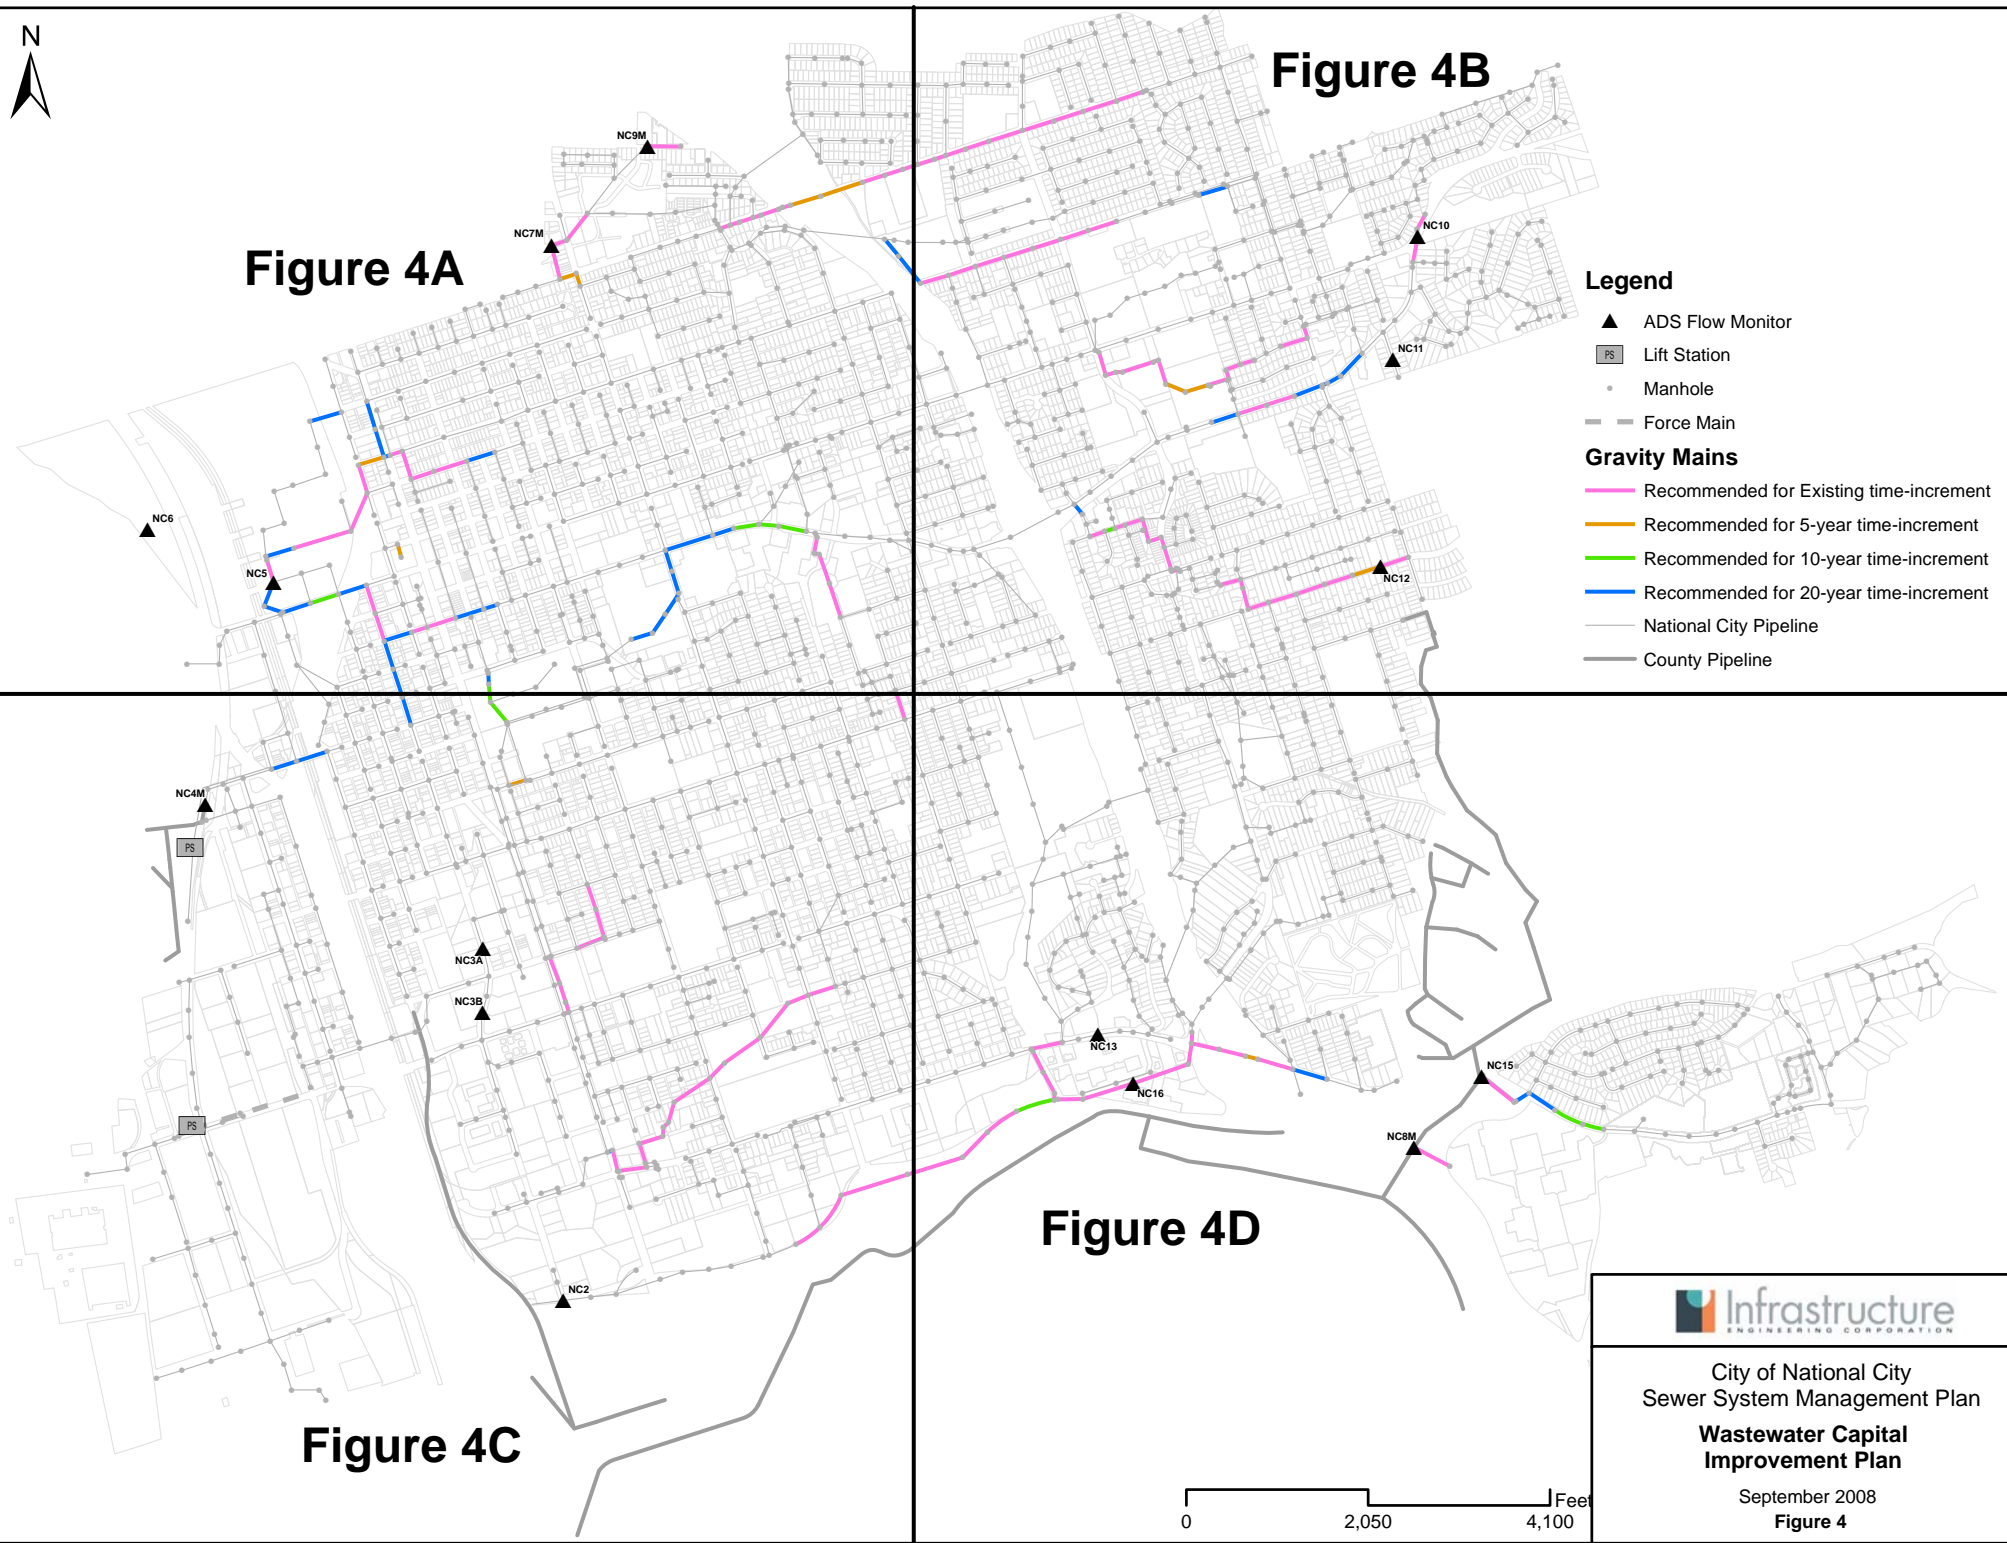 N
Figure 4A
Figure 4B
NC9M
NC7M
NC10
NC11
NC6
NC5
NC12
Legend
ADS Flow Monitor
PS Lift Station
Manhole
Force Main
Gravity Mains
Recommended for Existing time-increment
Recommended for 5-year time-increment
Recommended for 10-year time-increment
Recommended for 20-year time-increment
National City Pipeline
County Pipeline
NC4M
PS
NC3A
NC3B
PS
NC2
Figure 4C
NC13
NC16
NC15
NC8M
Figure 4D
Feet
0 2,050 4,100
Infrastructure
ENGINEERING CORPORATION
City of National City
Sewer System Management Plan
Wastewater Capital
Improvement Plan
September 2008
Figure 4